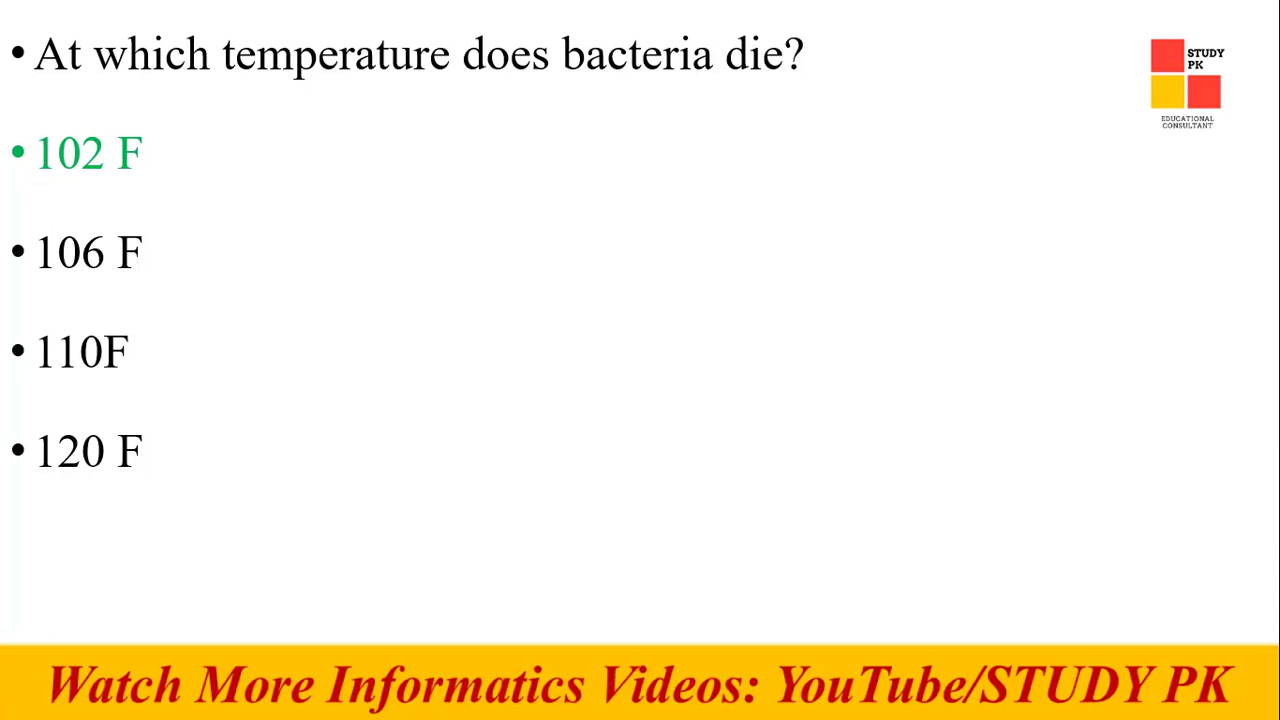 • At which temperature does bacteria die?
STUDY
PK
EDUCATIONAL
CONSULTANT
• 102 F
• 106 F
• 110F
• 120 F
Watch More Informatics Videos: YouTube/STUDY PK